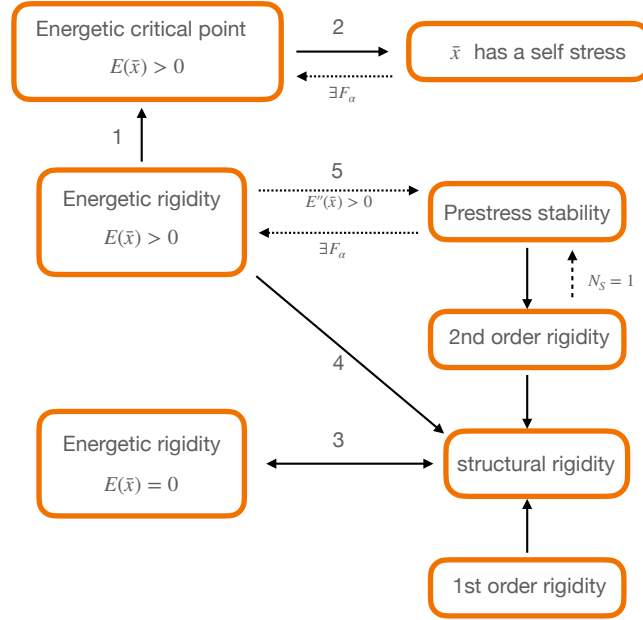 Energetic critical point
E(x̄) > 0
2
x̄ has a self stress
∃F_α
1
Energetic rigidity
E(x̄) > 0
5
E′′(x̄) > 0
∃F_α
Prestress stability
N_S = 1
2nd order rigidity
4
Energetic rigidity
E(x̄) = 0
3
structural rigidity
1st order rigidity